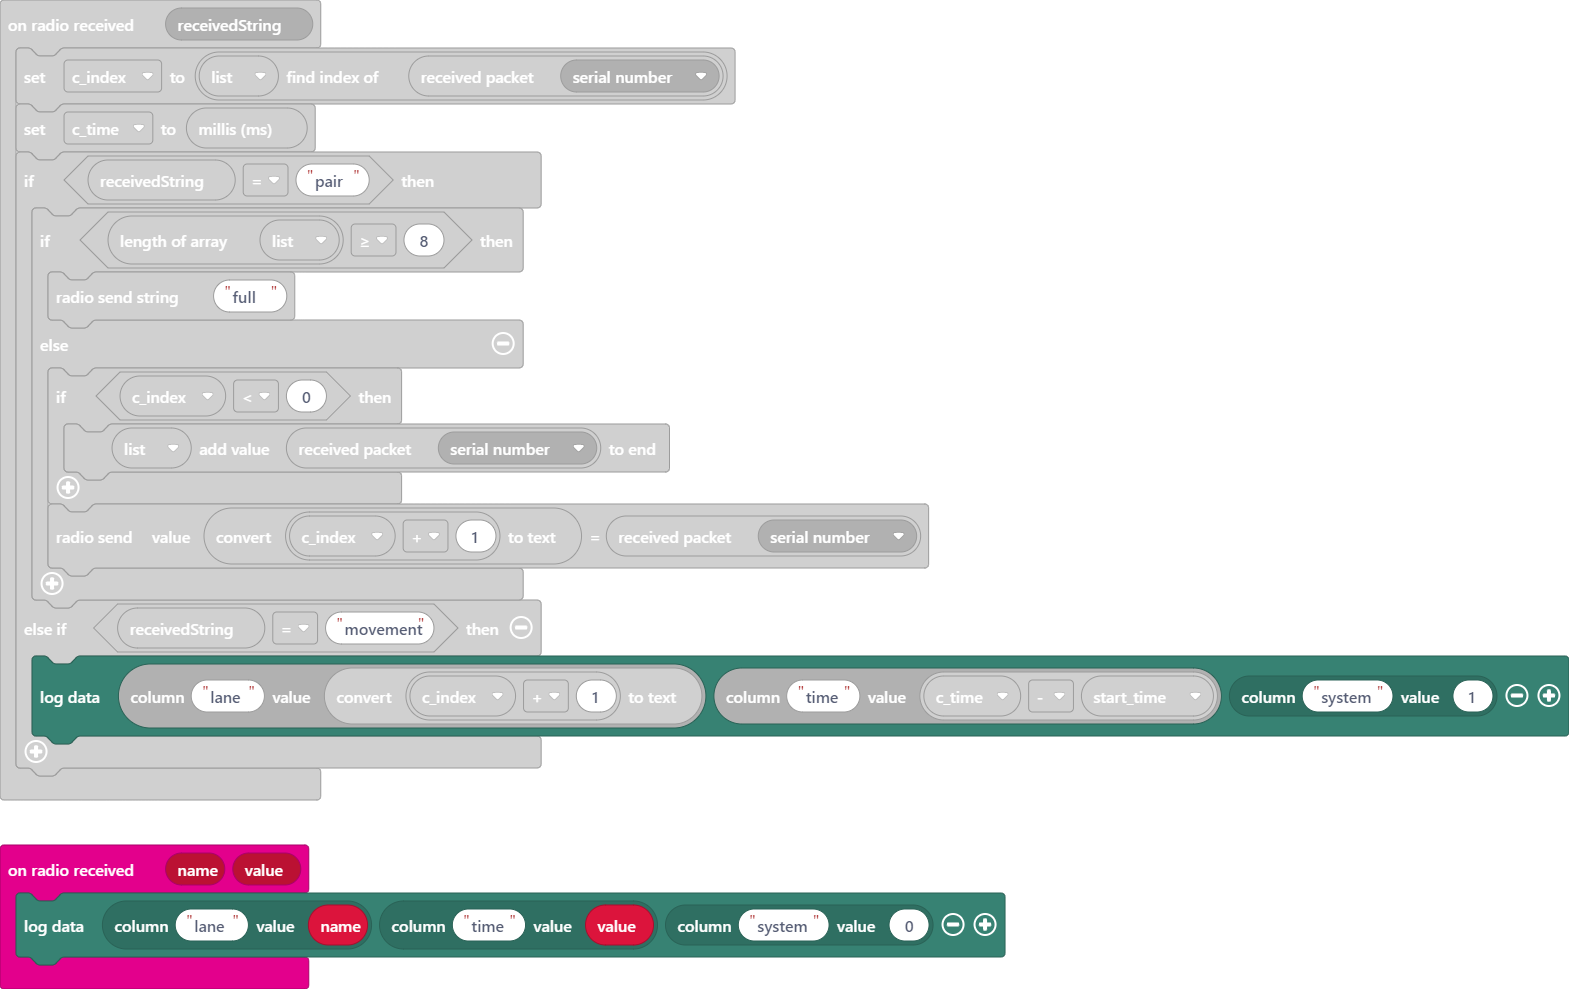 on radio received receivedString
set c_index to list find index of received packet serial number
set c_time to millis (ms)
if receivedString = "pair" then
if length of array list ≥ 8 then
radio send string "full"
else
if c_index < 0 then
list add value received packet serial number to end
radio send value convert c_index + 1 to text = received packet serial number
else if receivedString = "movement" then
log data column "lane" value convert c_index + 1 to text column "time" value c_time - start_time column "system" value 1
on radio received name value
log data column "lane" value name column "time" value value column "system" value 0